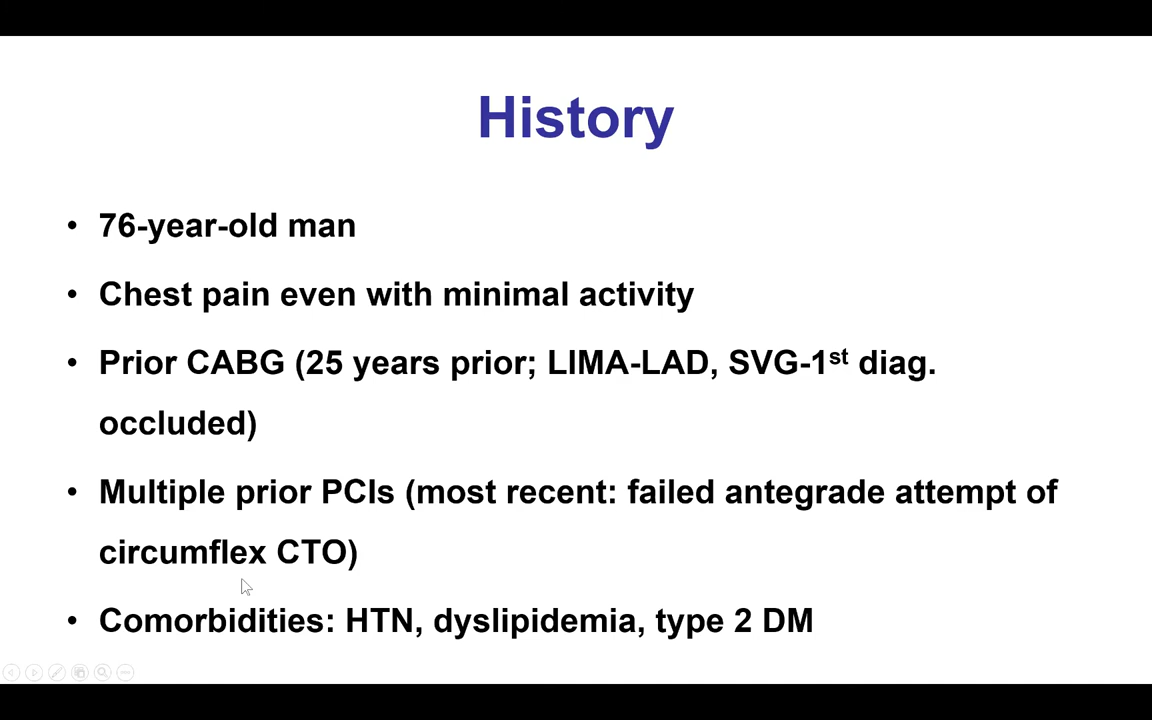 History
• 76-year-old man
• Chest pain even with minimal activity
• Prior CABG (25 years prior; LIMA-LAD, SVG-1st diag.
occluded)
• Multiple prior PCIs (most recent: failed antegrade attempt of
circumflex CTO)
• Comorbidities: HTN, dyslipidemia, type 2 DM